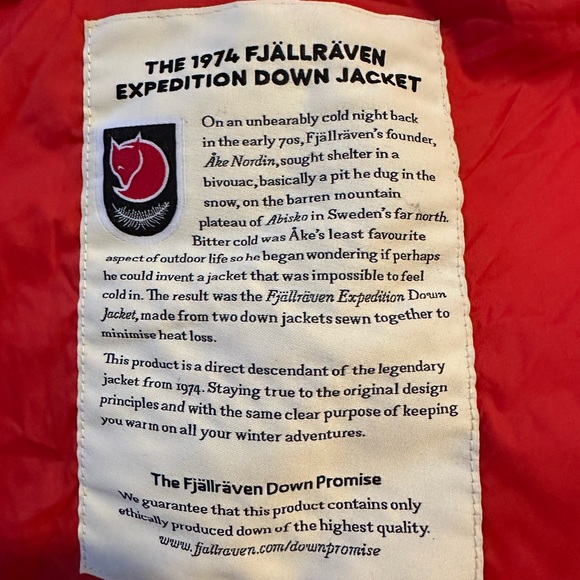 THE 1974 FJÄLLRÄVEN
EXPEDITION DOWN JACKET
On an unbearably cold night back
in the early 70s, Fjällräven's founder,
Åke Nordin, sought shelter in a
bivouac, basically a pit he dug in the
snow, on the barren mountain
plateau of Abisko in Sweden's far north.
Bitter cold was Åke's least favourite
aspect of outdoor life so he began wondering if perhaps
he could invent a jacket that was impossible to feel
cold in. The result was the Fjällräven Expedition Down
Jacket, made from two down jackets sewn together to
minimise heat loss.
This product is a direct descendant of the legendary
jacket from 1974. Staying true to the original design
principles and with the same clear purpose of keeping
you warm on all your winter adventures.
The Fjällräven Down Promise
We guarantee that this product contains only
ethically produced down of the highest quality.
www.fjallraven.com/downpromise